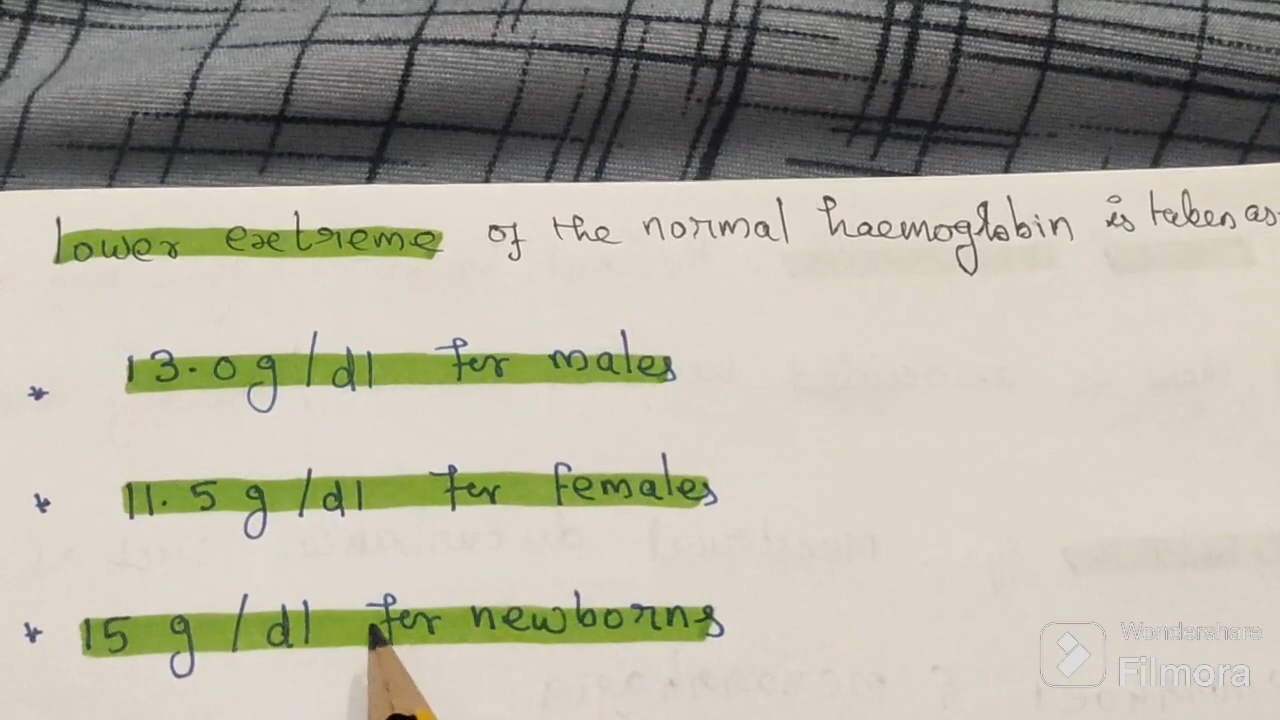 lower extreme of the normal haemoglobin is taken as
* 13.0 g/dl for males
* 11.5 g/dl for females
* 15 g/dl for newborns
Wondershare
Filmora